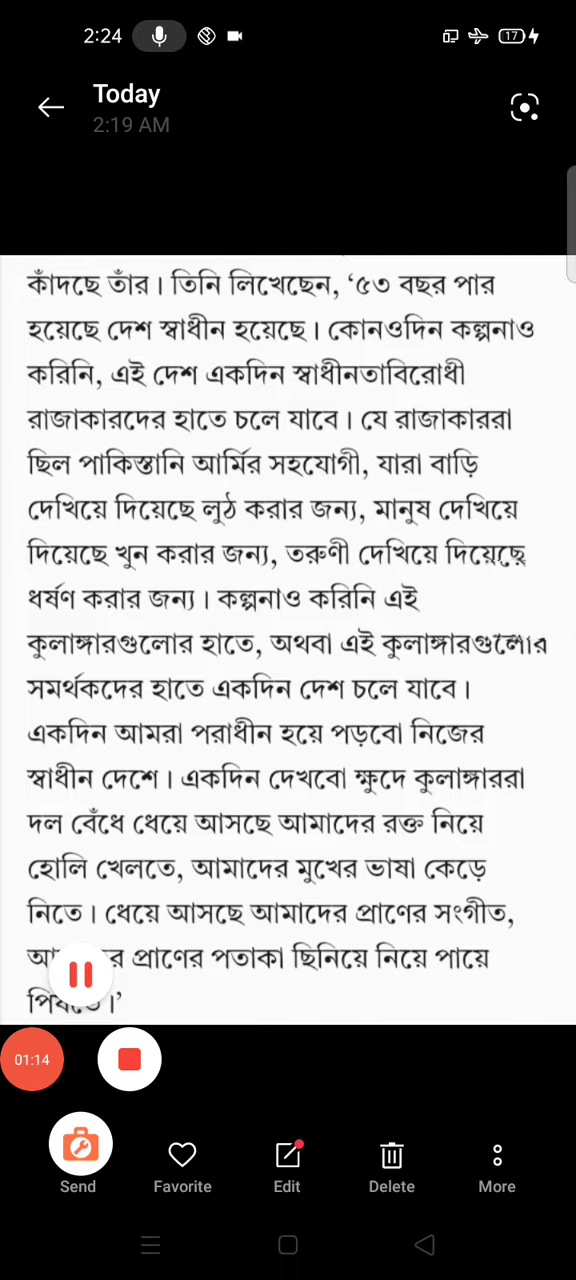 2:24
17
Today
2:19 AM
কাঁদছে তাঁর। তিনি লিখেছেন, ‘৫৩ বছর পার
হয়েছে দেশ স্বাধীন হয়েছে। কোনওদিন কল্পনাও
করিনি, এই দেশ একদিন স্বাধীনতাবিরোধী
রাজাকারদের হাতে চলে যাবে। যে রাজাকাররা
ছিল পাকিস্তানি আর্মির সহযোগী, যারা বাড়ি
দেখিয়ে দিয়েছে লুঠ করার জন্য, মানুষ দেখিয়ে
দিয়েছে খুন করার জন্য, তরুণী দেখিয়ে দিয়েছে
ধর্ষণ করার জন্য। কল্পনাও করিনি এই
কুলাঙ্গারগুলোর হাতে, অথবা এই কুলাঙ্গারগুলোর
সমর্থকদের হাতে একদিন দেশ চলে যাবে।
একদিন আমরা পরাধীন হয়ে পড়বো নিজের
স্বাধীন দেশে। একদিন দেখবো ক্ষুদে কুলাঙ্গাররা
দল বেঁধে ধেয়ে আসছে আমাদের রক্ত নিয়ে
হোলি খেলতে, আমাদের মুখের ভাষা কেড়ে
নিতে। ধেয়ে আসছে আমাদের প্রাণের সংগীত,
প্রাণের পতাকা ছিনিয়ে নিয়ে পায়ে
01:14
Send Favorite Edit Delete More